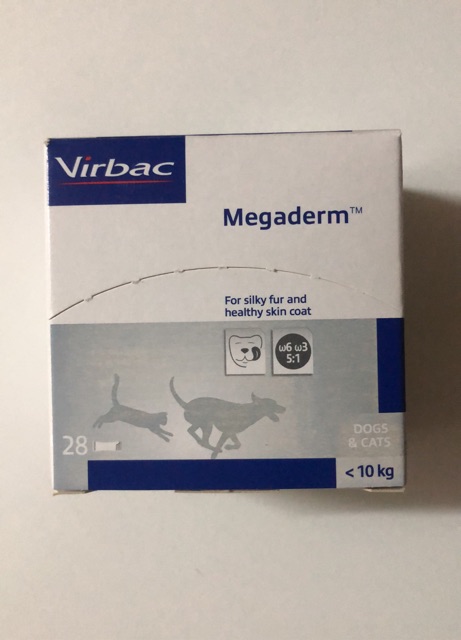 Virbac
Megaderm™
For silky fur and
healthy skin coat
ω6 ω3
5:1
28
DOGS
& CATS
< 10 kg